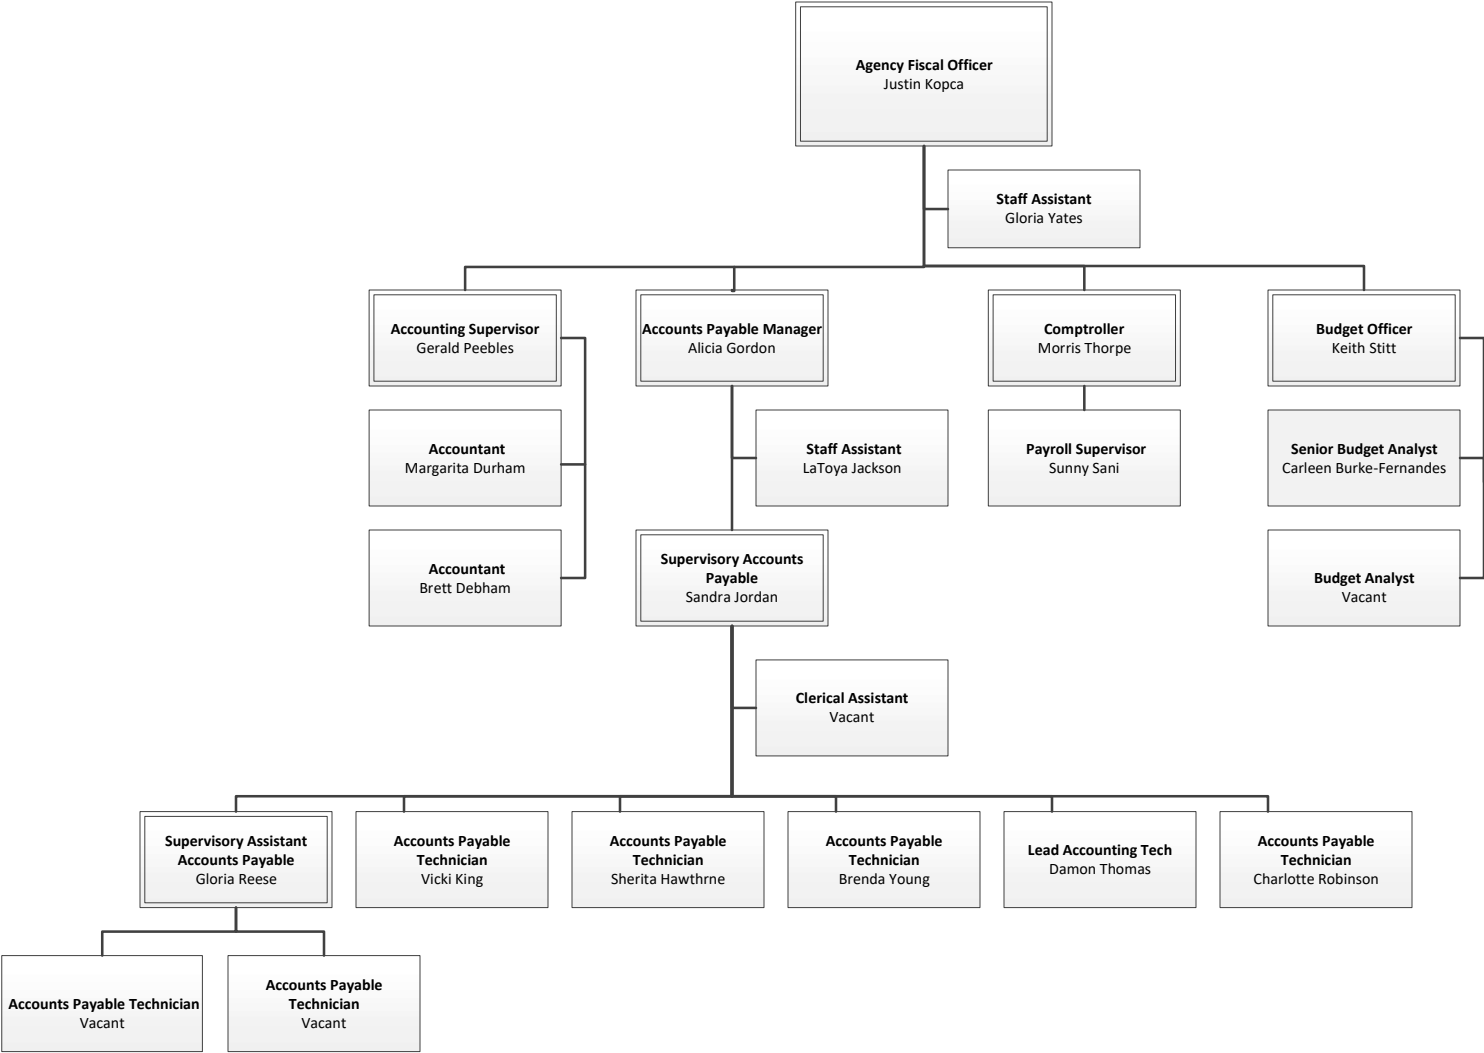 Agency Fiscal Officer
Justin Kopca
Staff Assistant
Gloria Yates
Accounting Supervisor
Gerald Peebles
Accounts Payable Manager
Alicia Gordon
Comptroller
Morris Thorpe
Budget Officer
Keith Stitt
Accountant
Margarita Durham
Staff Assistant
LaToya Jackson
Payroll Supervisor
Sunny Sani
Senior Budget Analyst
Carleen Burke-Fernandes
Accountant
Brett Debham
Supervisory Accounts
Payable
Sandra Jordan
Budget Analyst
Vacant
Clerical Assistant
Vacant
Supervisory Assistant
Accounts Payable
Gloria Reese
Accounts Payable
Technician
Vicki King
Accounts Payable
Technician
Sherita Hawthrne
Accounts Payable
Technician
Brenda Young
Lead Accounting Tech
Damon Thomas
Accounts Payable
Technician
Charlotte Robinson
Accounts Payable Technician
Vacant
Accounts Payable
Technician
Vacant